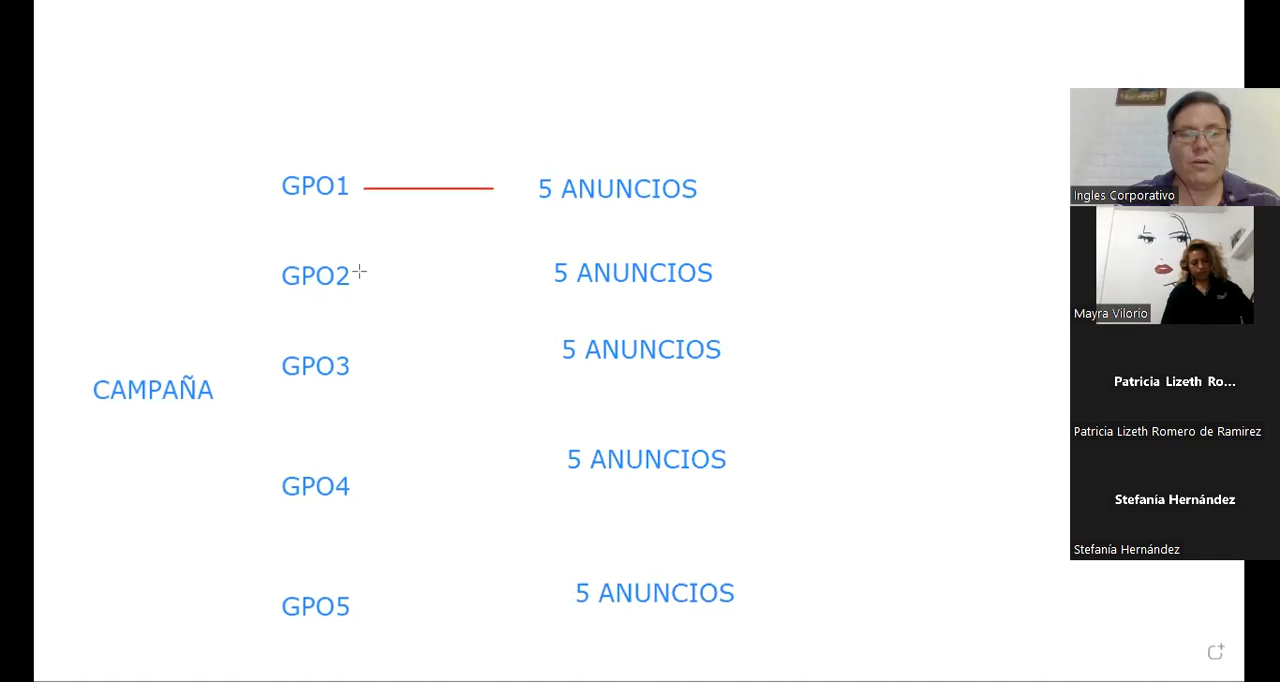 GPO1 5 ANUNCIOS
GPO2 5 ANUNCIOS
GPO3 5 ANUNCIOS
CAMPAÑA
GPO4 5 ANUNCIOS
GPO5 5 ANUNCIOS
Ingles Corporativo
Mayra Vilorio
Patricia Lizeth Ro...
Patricia Lizeth Romero de Ramirez
Stefanía Hernández
Stefanía Hernández